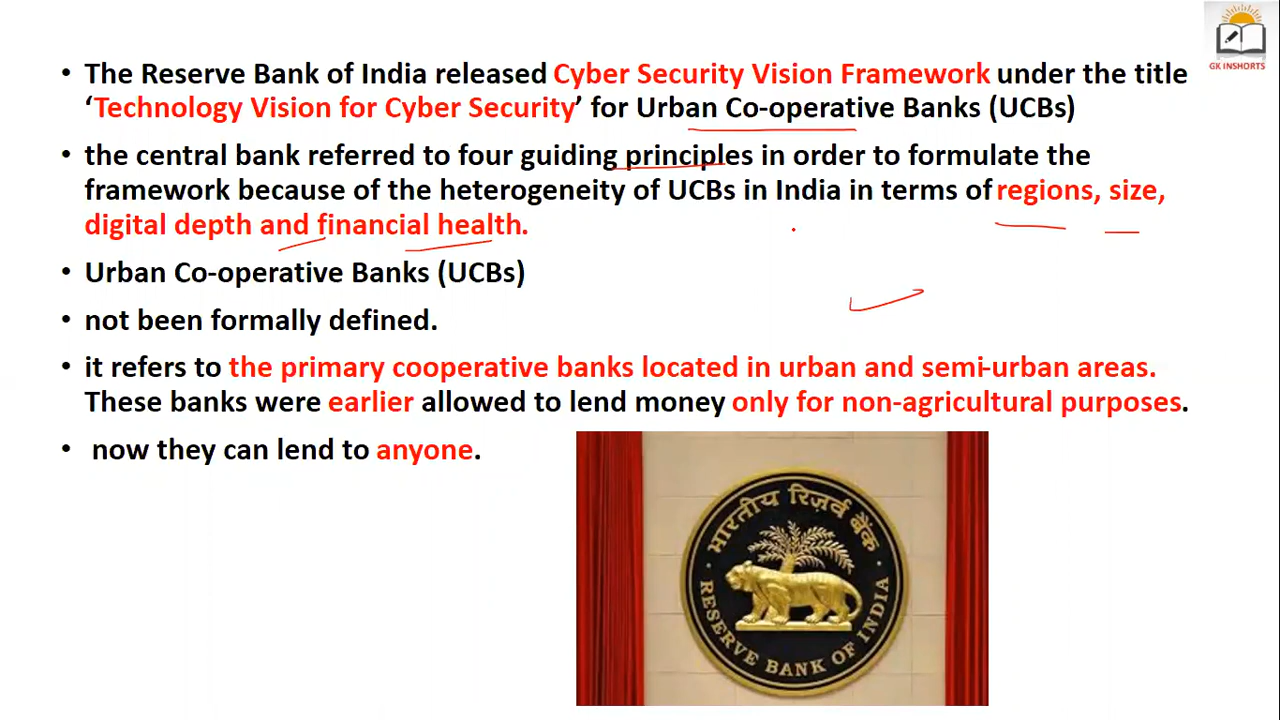 GK INSHORTS
• The Reserve Bank of India released Cyber Security Vision Framework under the title
‘Technology Vision for Cyber Security’ for Urban Co-operative Banks (UCBs)
• the central bank referred to four guiding principles in order to formulate the
framework because of the heterogeneity of UCBs in India in terms of regions, size,
digital depth and financial health.
• Urban Co-operative Banks (UCBs)
• not been formally defined.
• it refers to the primary cooperative banks located in urban and semi-urban areas.
These banks were earlier allowed to lend money only for non-agricultural purposes.
• now they can lend to anyone.
भारतीय रिज़र्व बैंक
RESERVE BANK OF INDIA